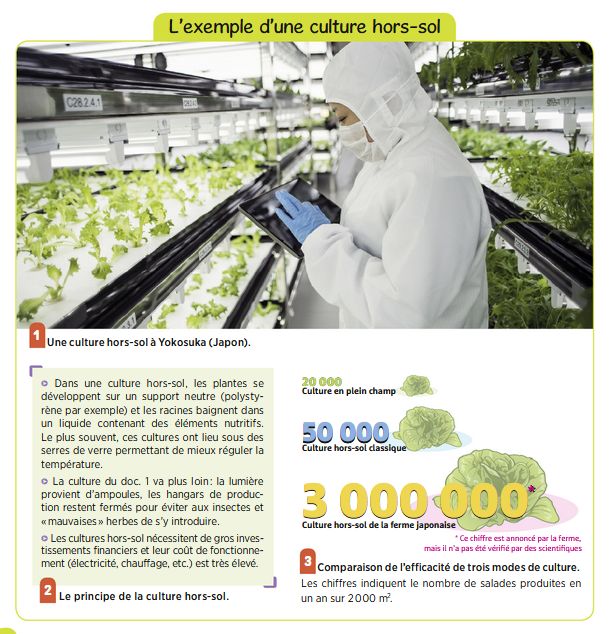 L'exemple d'une culture hors-sol
C28.2.4.1
1 Une culture hors-sol à Yokosuka (Japon).
Dans une culture hors-sol, les plantes se
développent sur un support neutre (polysty-
rène par exemple) et les racines baignent dans
un liquide contenant des éléments nutritifs.
Le plus souvent, ces cultures ont lieu sous des
serres de verre permettant de mieux réguler la
température.
La culture du doc. 1 va plus loin : la lumière
provient d'ampoules, les hangars de produc-
tion restent fermés pour éviter aux insectes et
« mauvaises » herbes de s'y introduire.
Les cultures hors-sol nécessitent de gros inves-
tissements financiers et leur coût de fonctionne-
ment (électricité, chauffage, etc.) est très élevé.
2 Le principe de la culture hors-sol.
20 000
Culture en plein champ
50 000
Culture hors-sol classique
3 000 000*
Culture hors-sol de la ferme japonaise
* Ce chiffre est annoncé par la ferme,
mais il n'a pas été vérifié par des scientifiques
3 Comparaison de l'efficacité de trois modes de culture.
Les chiffres indiquent le nombre de salades produites en
un an sur 2 000 m².